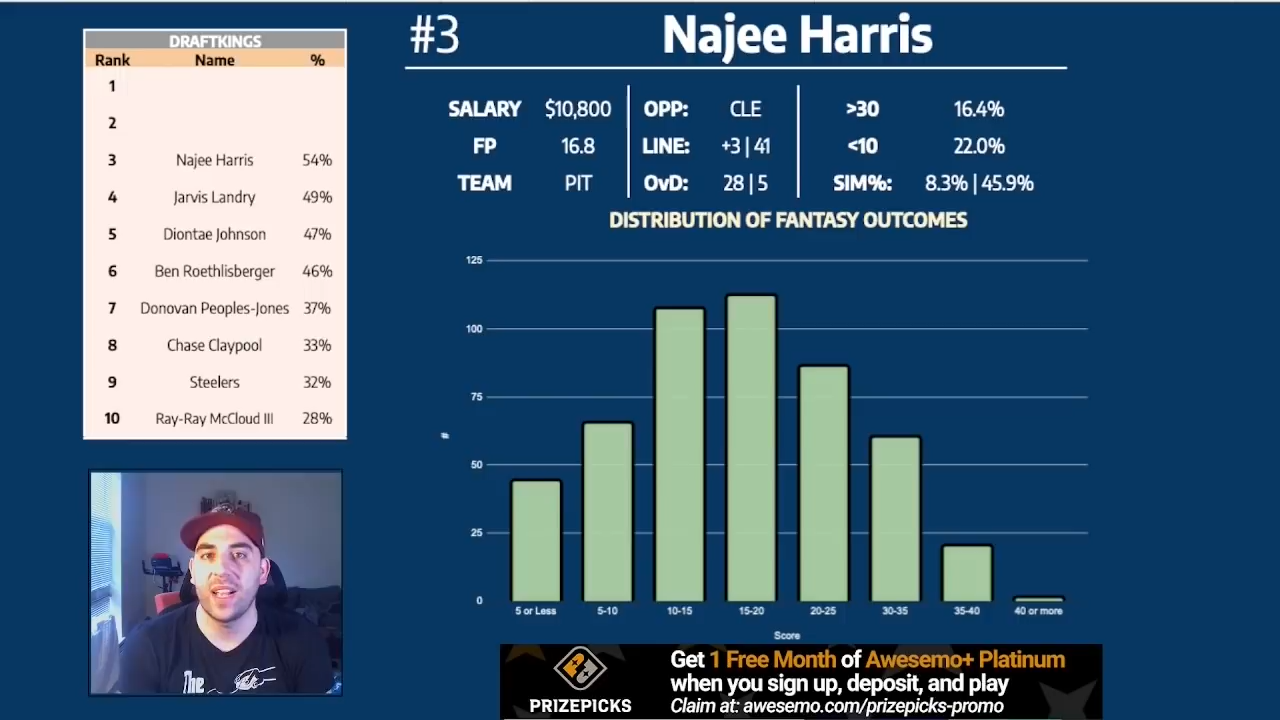 DRAFTKINGS
Rank Name %
1
2
3 Najee Harris 54%
4 Jarvis Landry 49%
5 Diontae Johnson 47%
6 Ben Roethlisberger 46%
7 Donovan Peoples-Jones 37%
8 Chase Claypool 33%
9 Steelers 32%
10 Ray-Ray McCloud III 28%
#3 Najee Harris
SALARY $10,800 OPP: CLE >30 16.4%
FP 16.8 LINE: +3 | 41 <10 22.0%
TEAM PIT OvD: 28 | 5 SIM%: 8.3% | 45.9%
DISTRIBUTION OF FANTASY OUTCOMES
125
100
75
#
50
25
0
5 or Less 5-10 10-15 15-20 20-25 30-35 35-40 40 or more
Score
The
PRIZEPICKS
Get 1 Free Month of Awesemo+ Platinum
when you sign up, deposit, and play
Claim at: awesemo.com/prizepicks-promo